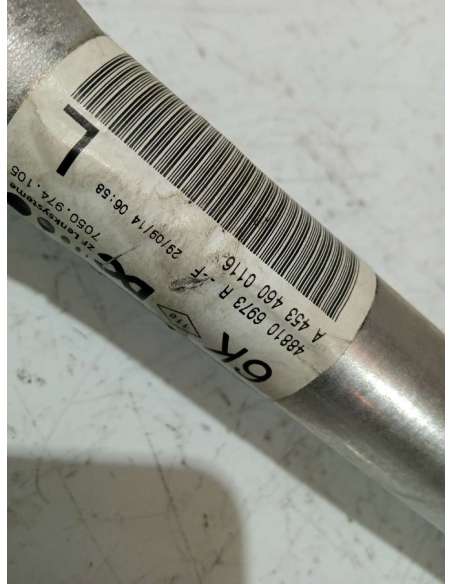 L
48810 6973 R -F
A 453 460 0116
29/09/14 06:58
6K
ZF Lenksysteme
7050.974.105